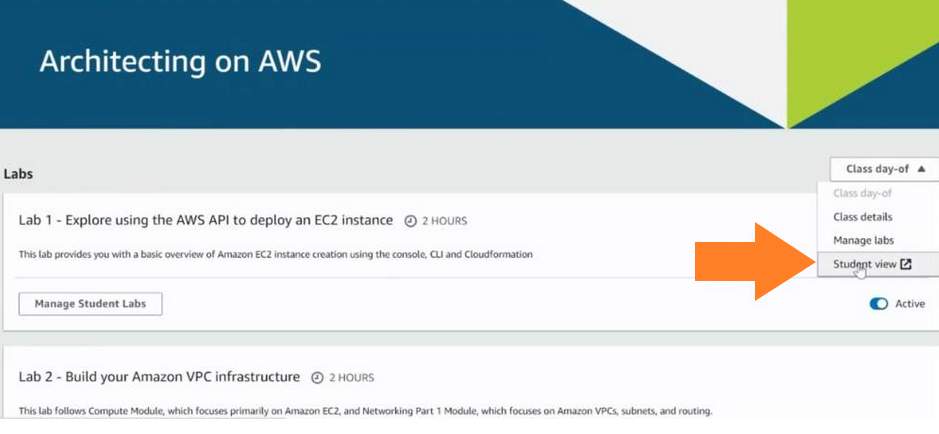 Architecting on AWS
Labs
Class day-of
Class day-of
Class details
Manage labs
Student view
Lab 1 - Explore using the AWS API to deploy an EC2 instance 2 HOURS
This lab provides you with a basic overview of Amazon EC2 instance creation using the console, CLI and Cloudformation
Manage Student Labs
Active
Lab 2 - Build your Amazon VPC infrastructure 2 HOURS
This lab follows Compute Module, which focuses primarily on Amazon EC2, and Networking Part 1 Module, which focuses on Amazon VPCs, subnets, and routing.